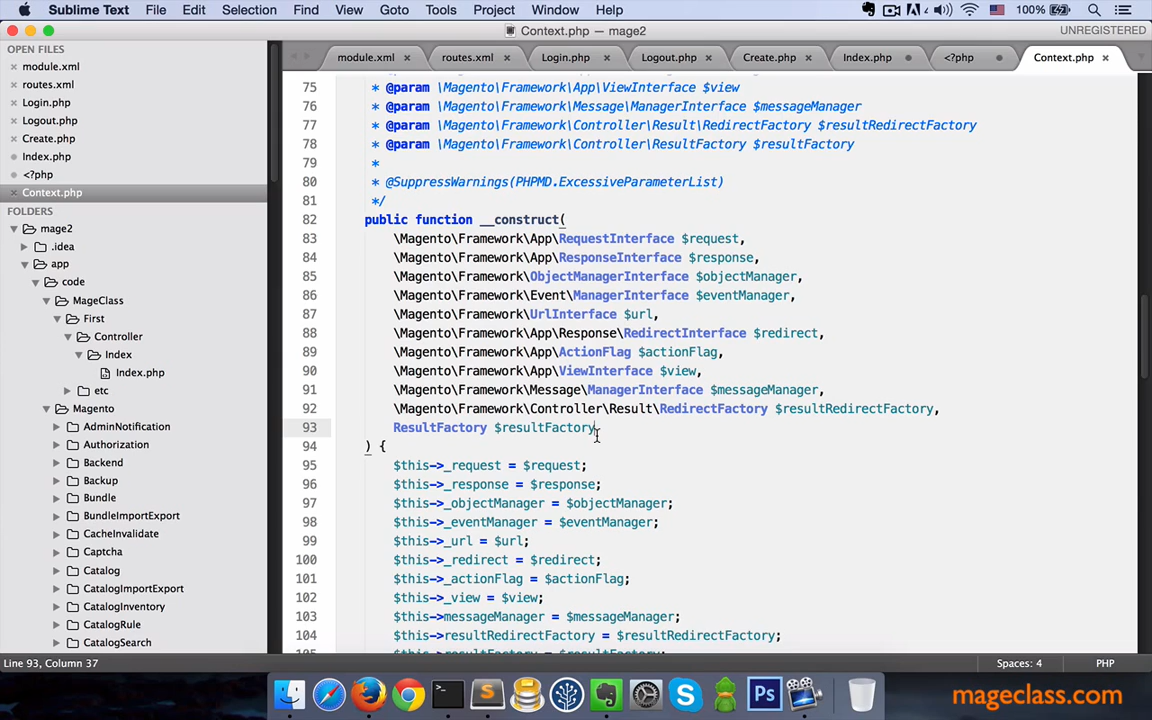 Sublime Text File Edit Selection Find View Goto Tools Project Window Help 100%
Context.php — mage2 UNREGISTERED
OPEN FILES
module.xml
routes.xml
Login.php
Logout.php
Create.php
Index.php
<?php
Context.php
FOLDERS
mage2
.idea
app
code
MageClass
First
Controller
Index
Index.php
etc
Magento
AdminNotification
Authorization
Backend
Backup
Bundle
BundleImportExport
CacheInvalidate
Captcha
Catalog
CatalogImportExport
CatalogInventory
CatalogRule
CatalogSearch
module.xml routes.xml Login.php Logout.php Create.php Index.php <?php Context.php
75 * @param \Magento\Framework\App\ViewInterface $view
76 * @param \Magento\Framework\Message\ManagerInterface $messageManager
77 * @param \Magento\Framework\Controller\Result\RedirectFactory $resultRedirectFactory
78 * @param \Magento\Framework\Controller\ResultFactory $resultFactory
79 *
80 * @SuppressWarnings(PHPMD.ExcessiveParameterList)
81 */
82 public function __construct(
83 \Magento\Framework\App\RequestInterface $request,
84 \Magento\Framework\App\ResponseInterface $response,
85 \Magento\Framework\App\ObjectManagerInterface $objectManager,
86 \Magento\Framework\Event\ManagerInterface $eventManager,
87 \Magento\Framework\UrlInterface $url,
88 \Magento\Framework\App\Response\RedirectInterface $redirect,
89 \Magento\Framework\App\ActionFlag $actionFlag,
90 \Magento\Framework\App\ViewInterface $view,
91 \Magento\Framework\Message\ManagerInterface $messageManager,
92 \Magento\Framework\Controller\Result\RedirectFactory $resultRedirectFactory,
93 ResultFactory $resultFactory
94 ) {
95 $this->_request = $request;
96 $this->_response = $response;
97 $this->_objectManager = $objectManager;
98 $this->_eventManager = $eventManager;
99 $this->_url = $url;
100 $this->_redirect = $redirect;
101 $this->_actionFlag = $actionFlag;
102 $this->_view = $view;
103 $this->messageManager = $messageManager;
104 $this->resultRedirectFactory = $resultRedirectFactory;
105 $this->resultFactory = $resultFactory;
Line 93, Column 37 Spaces: 4 PHP
Ps
mageclass.com